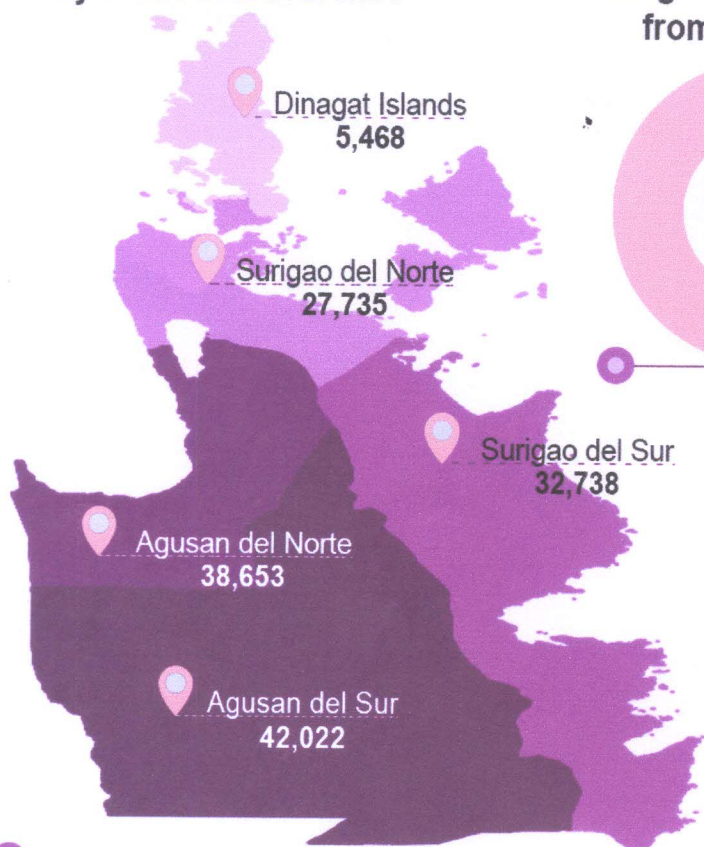 from
Dinagat Islands
5,468
Surigao del Norte
27,735
Surigao del Sur
32,738
Agusan del Norte
38,653
Agusan del Sur
42,022